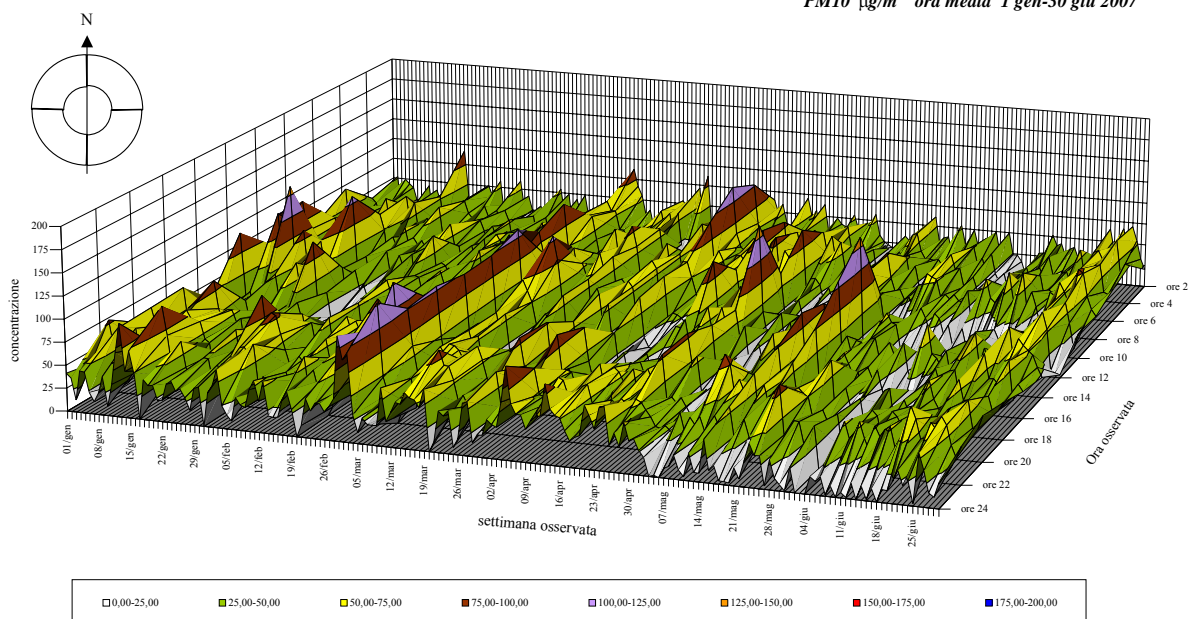 PM10 µg/m ora media 1 gen-30 giu 2007
N
200
175
150
125
100
75
50
25
0
concentrazione
01/gen
08/gen
15/gen
22/gen
29/gen
05/feb
12/feb
19/feb
26/feb
05/mar
12/mar
19/mar
26/mar
02/apr
09/apr
16/apr
23/apr
30/apr
07/mag
14/mag
21/mag
28/mag
04/giu
11/giu
18/giu
25/giu
settimana osservata
ore 2
ore 4
ore 6
ore 8
ore 10
ore 12
ore 14
ore 16
ore 18
ore 20
ore 22
ore 24
Ora osservata
0,00-25,00 25,00-50,00 50,00-75,00 75,00-100,00 100,00-125,00 125,00-150,00 150,00-175,00 175,00-200,00